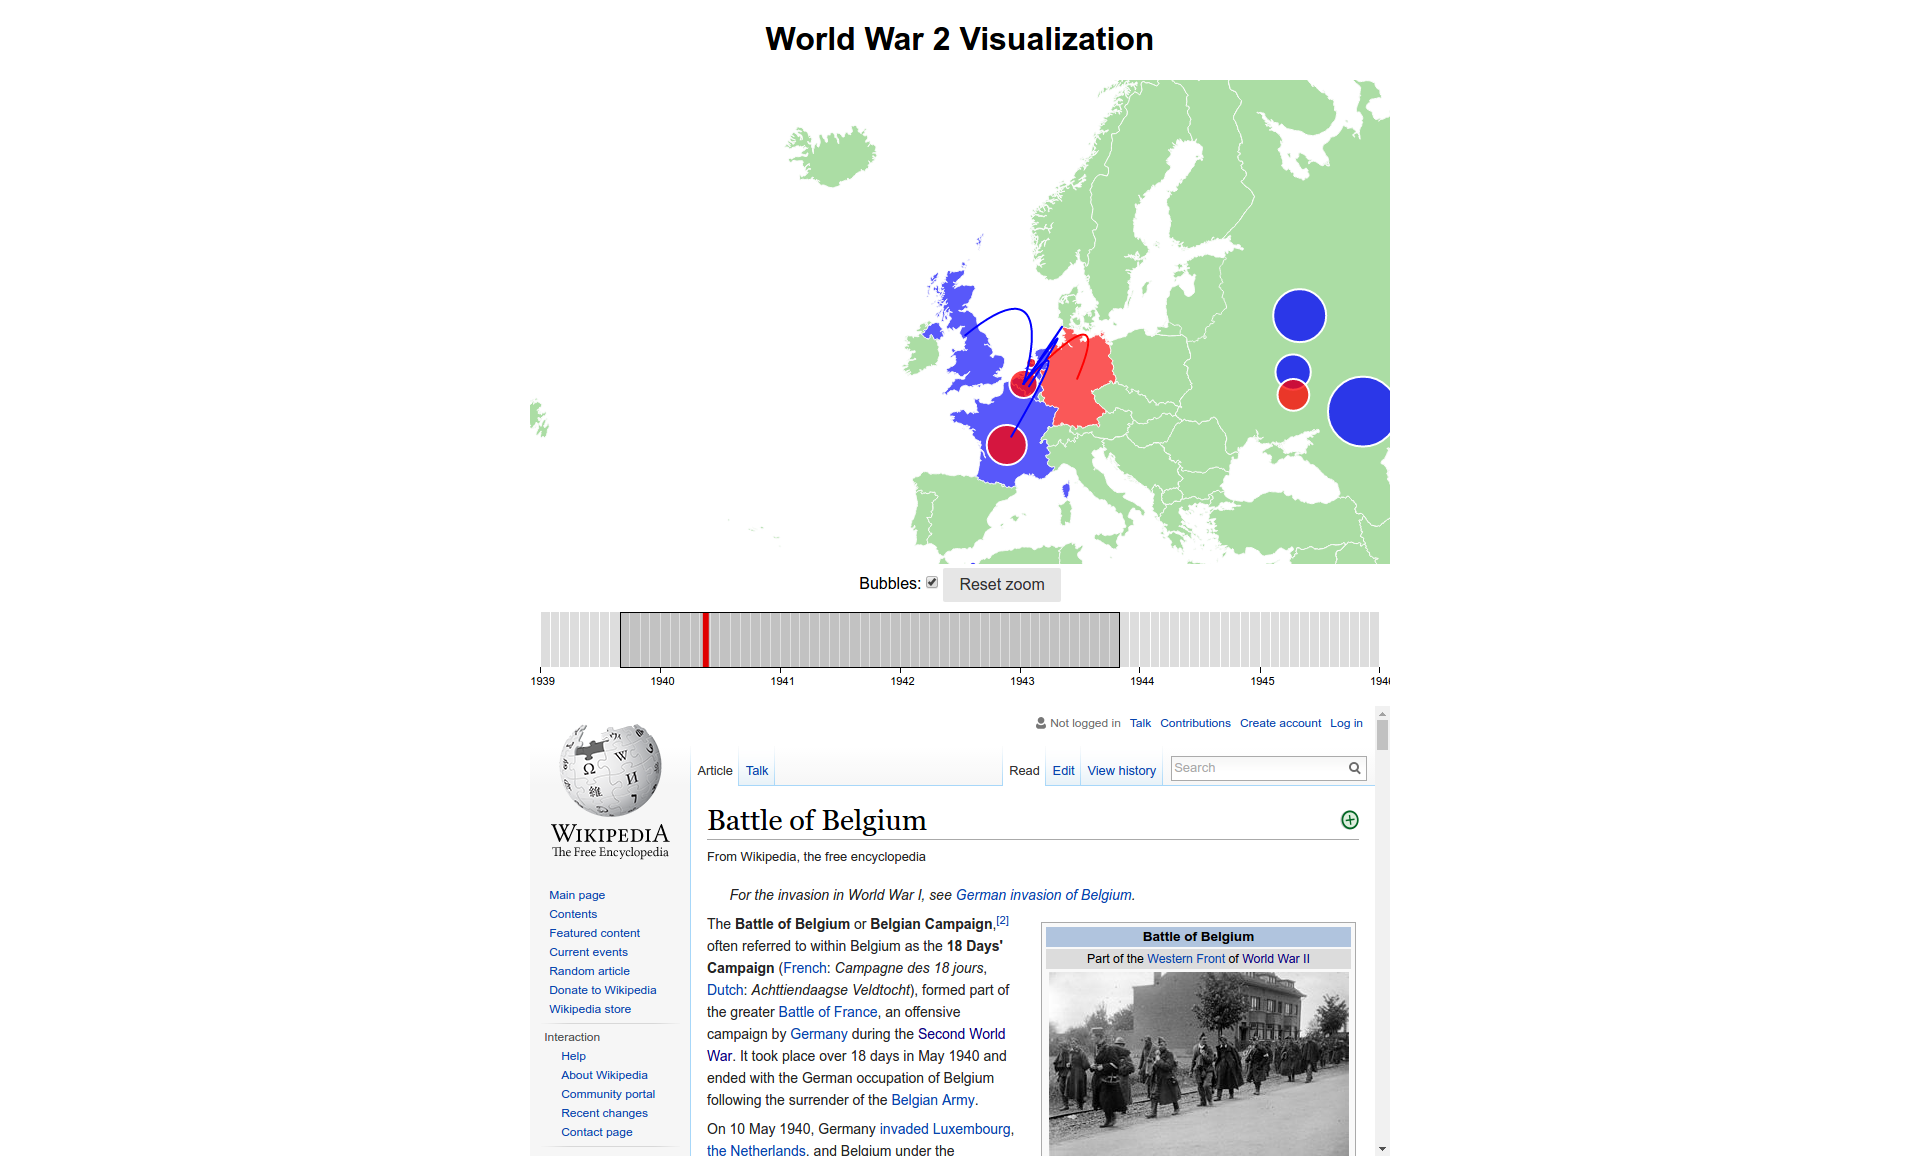 World War 2 Visualization
Bubbles: Reset zoom
1939 1940 1941 1942 1943 1944 1945 194
Not logged in Talk Contributions Create account Log in
Article Talk Read Edit View history Search
WIKIPEDIA
The Free Encyclopedia
Main page
Contents
Featured content
Current events
Random article
Donate to Wikipedia
Wikipedia store
Interaction
Help
About Wikipedia
Community portal
Recent changes
Contact page
Battle of Belgium
From Wikipedia, the free encyclopedia
For the invasion in World War I, see German invasion of Belgium.
The Battle of Belgium or Belgian Campaign,[2]
often referred to within Belgium as the 18 Days'
Campaign (French: Campagne des 18 jours,
Dutch: Achttiendaagse Veldtocht), formed part of
the greater Battle of France, an offensive
campaign by Germany during the Second World
War. It took place over 18 days in May 1940 and
ended with the German occupation of Belgium
following the surrender of the Belgian Army.
On 10 May 1940, Germany invaded Luxembourg,
the Netherlands, and Belgium under the
Battle of Belgium
Part of the Western Front of World War II